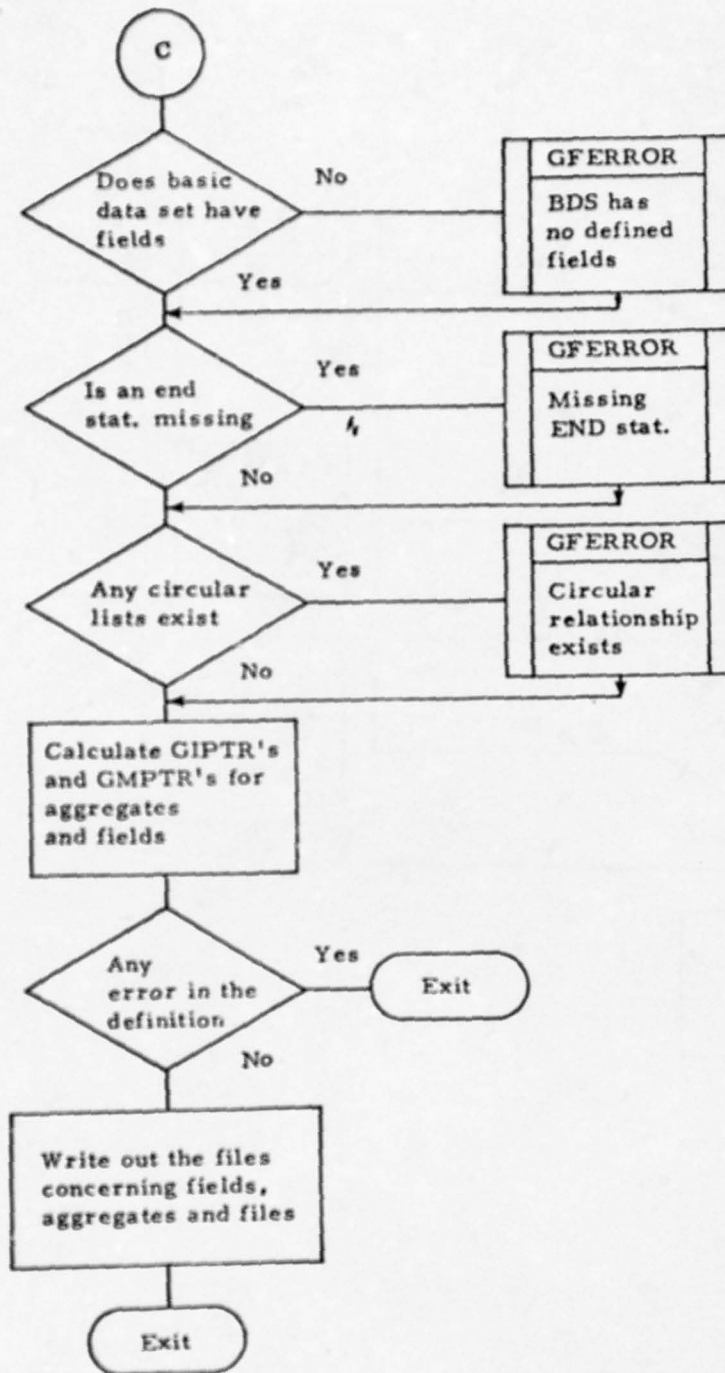 C
Does basic
data set have
fields
No
GFERROR
BDS has
no defined
fields
Yes
Is an end
stat. missing
Yes
GFERROR
Missing
END stat.
No
Any circular
lists exist
Yes
GFERROR
Circular
relationship
exists
No
Calculate GIPTR's
and GMPTR's for
aggregates
and fields
Any
error in the
definition
Yes
Exit
No
Write out the files
concerning fields,
aggregates and files
Exit